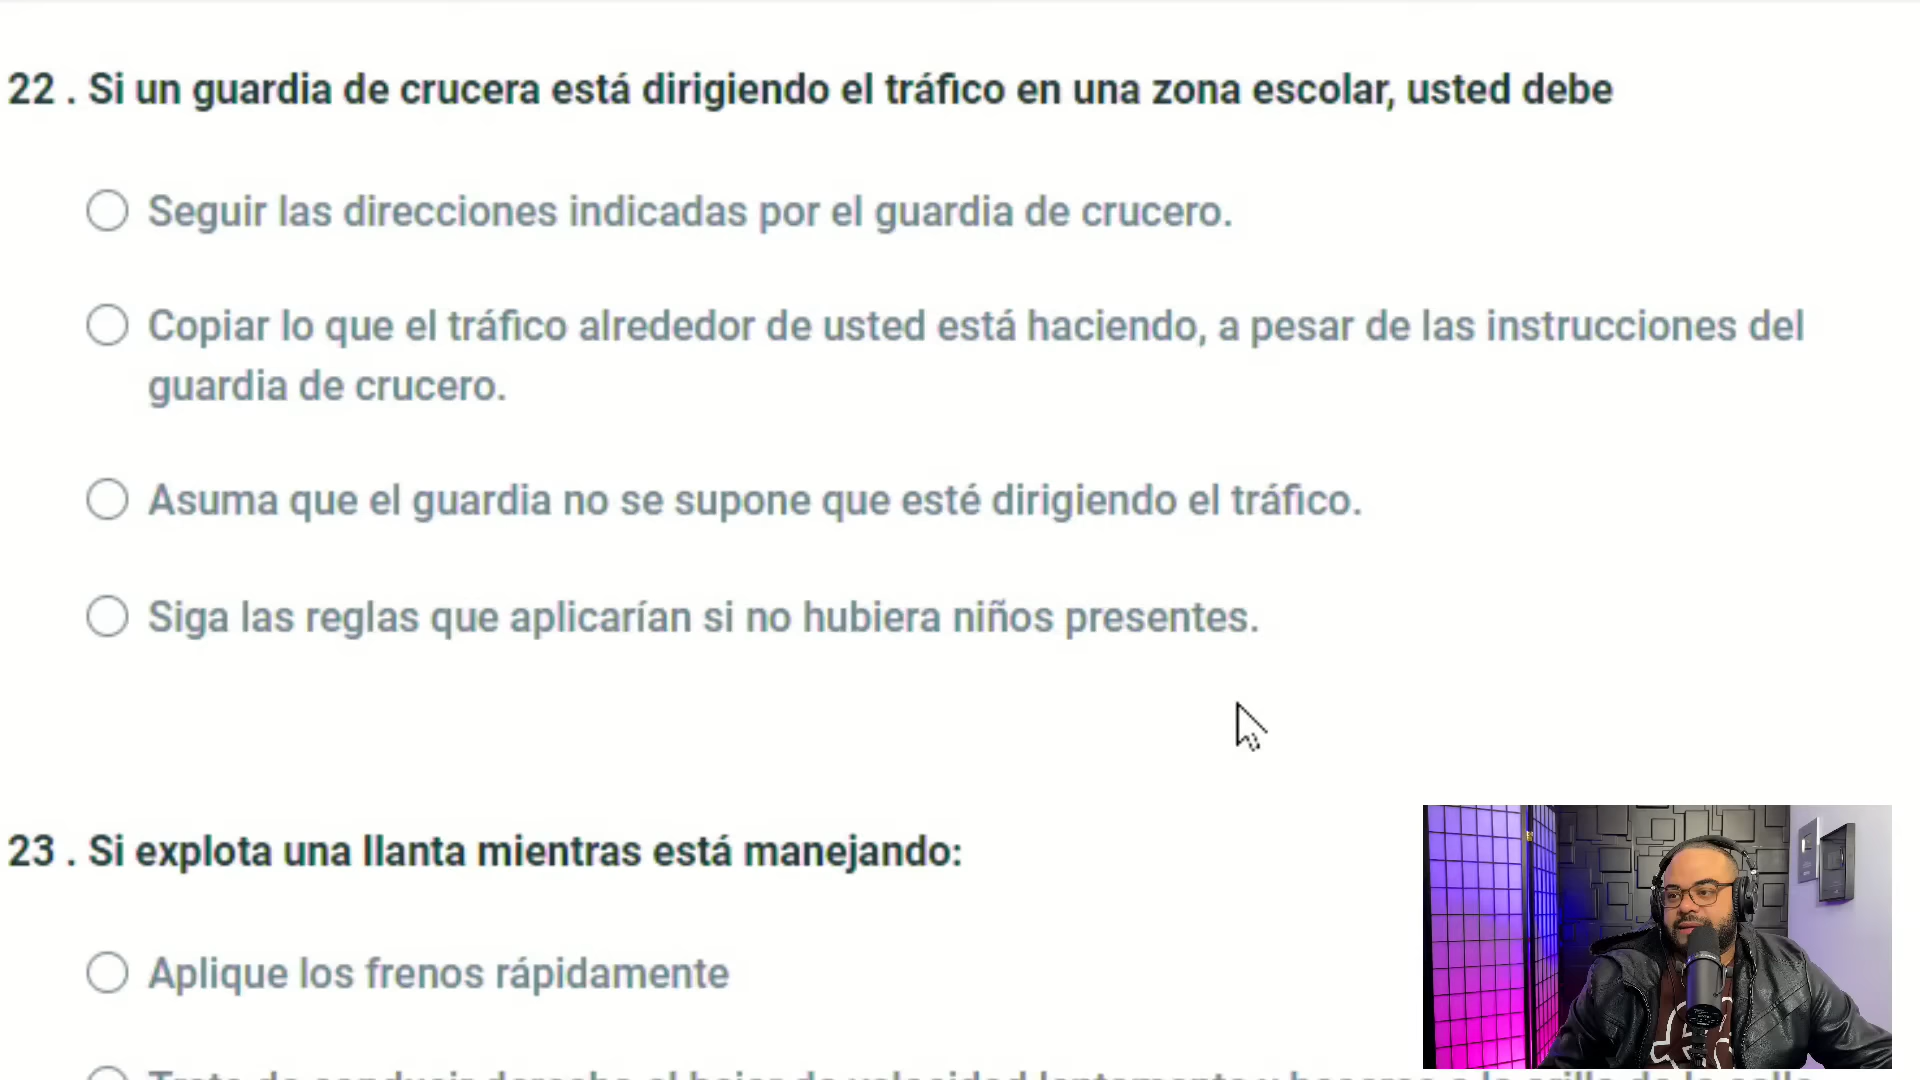 22 . Si un guardia de crucera está dirigiendo el tráfico en una zona escolar, usted debe
Seguir las direcciones indicadas por el guardia de crucero.
Copiar lo que el tráfico alrededor de usted está haciendo, a pesar de las instrucciones del
guardia de crucero.
Asuma que el guardia no se supone que esté dirigiendo el tráfico.
Siga las reglas que aplicarían si no hubiera niños presentes.
23 . Si explota una llanta mientras está manejando:
Aplique los frenos rápidamente